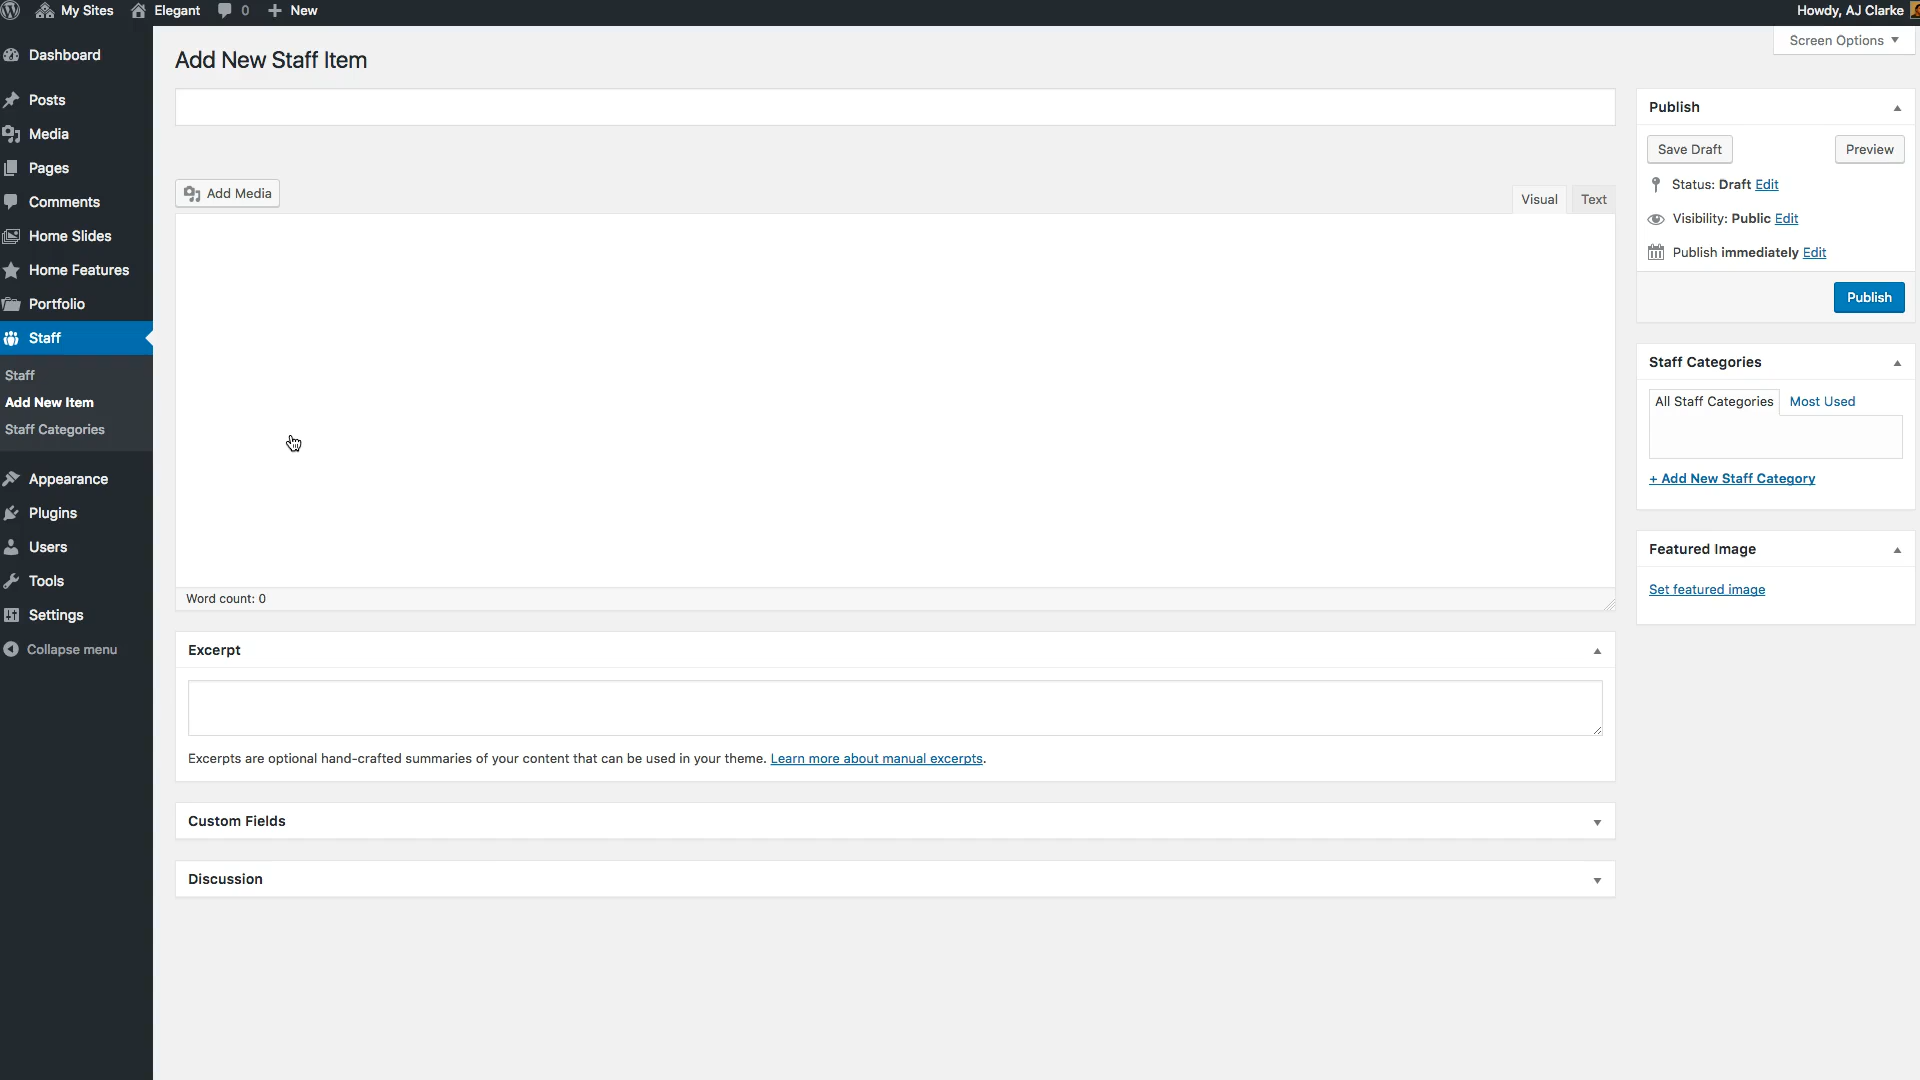 My Sites Elegant 0 New Howdy, AJ Clarke
Screen Options
Dashboard
Posts
Media
Pages
Comments
Home Slides
Home Features
Portfolio
Staff
Staff
Add New Item
Staff Categories
Appearance
Plugins
Users
Tools
Settings
Collapse menu
Add New Staff Item
Add Media
Visual Text
Word count: 0
Excerpt
Excerpts are optional hand-crafted summaries of your content that can be used in your theme. Learn more about manual excerpts.
Custom Fields
Discussion
Publish
Save Draft Preview
Status: Draft Edit
Visibility: Public Edit
Publish immediately Edit
Publish
Staff Categories
All Staff Categories Most Used
+ Add New Staff Category
Featured Image
Set featured image